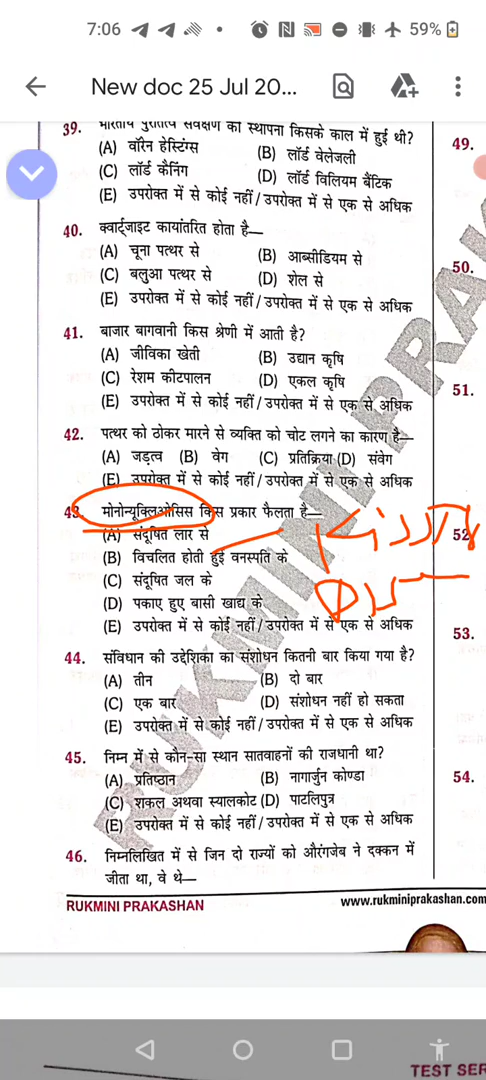 7:06
59%
New doc 25 Jul 20...
39. भारतीय पुरातत्व सर्वेक्षण की स्थापना किसके काल में हुई थी?
(A) वॉरेन हेस्टिंग्स (B) लॉर्ड वेलेजली
(C) लॉर्ड कैनिंग (D) लॉर्ड विलियम बैंटिक
(E) उपरोक्त में से कोई नहीं/उपरोक्त में से एक से अधिक
40. क्वार्ट्जाइट कायांतरित होता है—
(A) चूना पत्थर से (B) आब्सीडियम से
(C) बलुआ पत्थर से (D) शेल से
(E) उपरोक्त में से कोई नहीं/उपरोक्त में से एक से अधिक
41. बाजार बागवानी किस श्रेणी में आती है?
(A) जीविका खेती (B) उद्यान कृषि
(C) रेशम कीटपालन (D) एकल कृषि
(E) उपरोक्त में से कोई नहीं/उपरोक्त में से एक से अधिक
42. पत्थर को ठोकर मारने से व्यक्ति को चोट लगने का कारण है—
(A) जड़त्व (B) वेग (C) प्रतिक्रिया (D) संवेग
(E) उपरोक्त में से कोई नहीं/उपरोक्त में से एक से अधिक
43. मोनोन्यूक्लिओसिस किस प्रकार फैलता है—
(A) संदूषित लार से
(B) विचलित होती हुई वनस्पति के
(C) संदूषित जल के
(D) पकाए हुए बासी खाद्य के
(E) उपरोक्त में से कोई नहीं/उपरोक्त में से एक से अधिक
44. संविधान की उद्देशिका का संशोधन कितनी बार किया गया है?
(A) तीन (B) दो बार
(C) एक बार (D) संशोधन नहीं हो सकता
(E) उपरोक्त में से कोई नहीं/उपरोक्त में से एक से अधिक
45. निम्न में से कौन-सा स्थान सातवाहनों की राजधानी था?
(A) प्रतिष्ठान (B) नागार्जुन कोण्डा
(C) शकल अथवा स्यालकोट (D) पाटलिपुत्र
(E) उपरोक्त में से कोई नहीं/उपरोक्त में से एक से अधिक
46. निम्नलिखित में से जिन दो राज्यों को औरंगजेब ने दक्कन में
जीता था, वे थे—
RUKMINI PRAKASHAN
www.rukminiprakashan.com
49.
50.
51.
52
53.
54.
RUKMINI PRAK
TEST SER